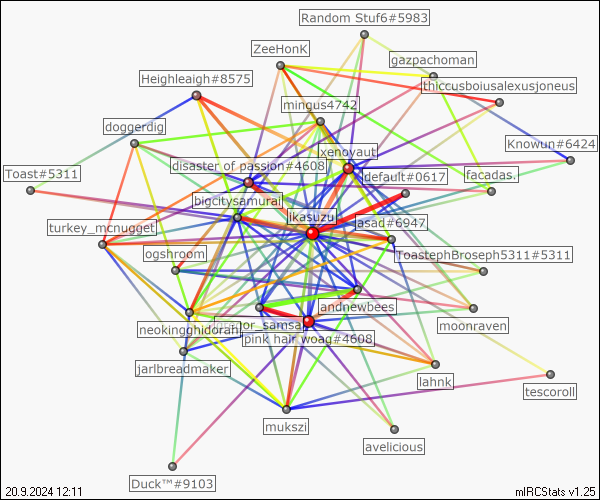 Random Stuf6#5983
ZeeHonK
gazpachoman
Heighleaigh#8575
thiccusboiusalexusjoneus
mingus4742
doggerdig
Knowun#6424
xenoyaut
disaster of passion#4608
Toast#5311
default#0617
facadas.
bigcitysamurai
ikasuzu
jasad#6947
turkey_mcnugget
ogshroom
ToastephBroseph5311#5311
andnewbees
neokingghidorah
_samsa
moonraven
pink hair woag#4608
jarlbreadmaker
lahnk
tescoroll
mukszi
avelicious
Duck™#9103
20.9.2024 12:11
mIRCStats v1.25